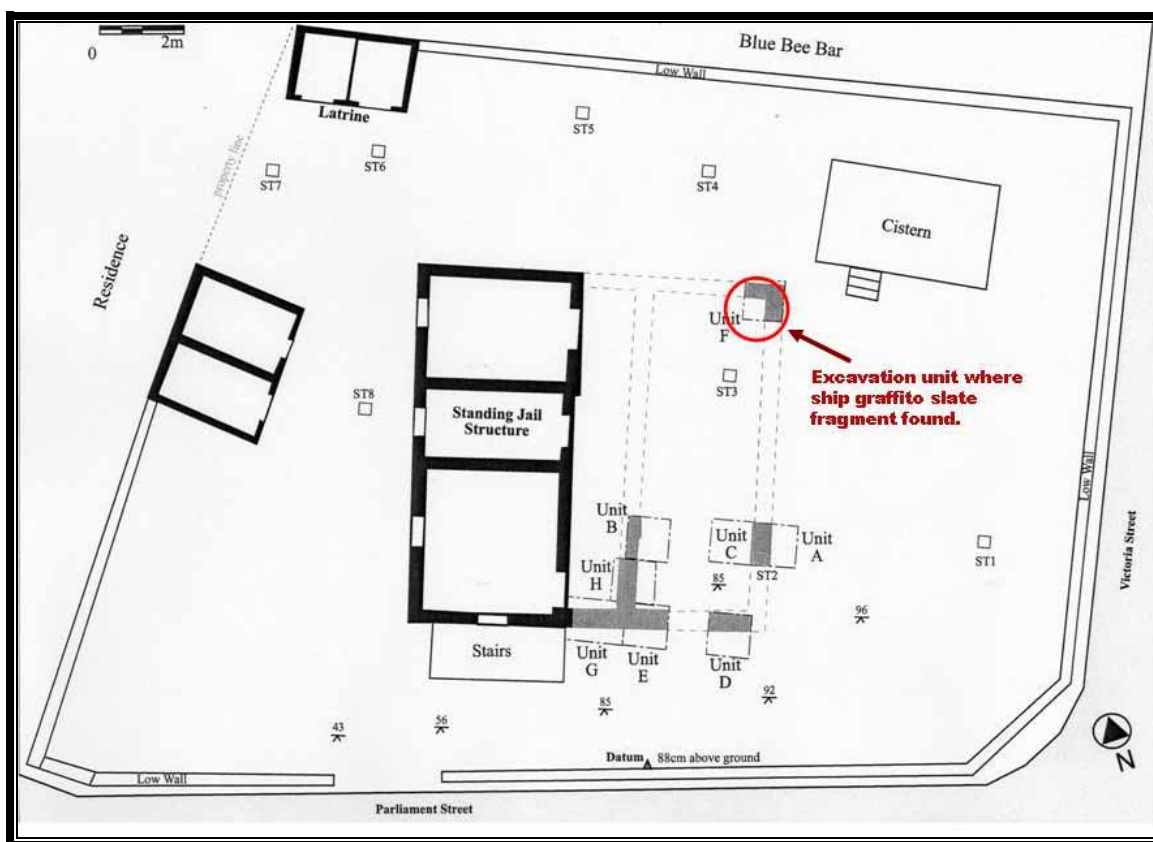 0 2m
Blue Bee Bar
Low Wall
Latrine
ST5
property line
ST6
ST7
ST4
Cistern
Residence
Unit
F
Excavation unit where
ship graffito slate
fragment found.
ST3
ST8
Standing Jail
Structure
Low Wall
Unit
B
Unit
C
Unit
A
ST2
ST1
Victoria Street
Unit
H
85
96
Stairs
Unit
G
Unit
E
Unit
D
85
92
43
56
N
Datum 88cm above ground
Low Wall
Parliament Street